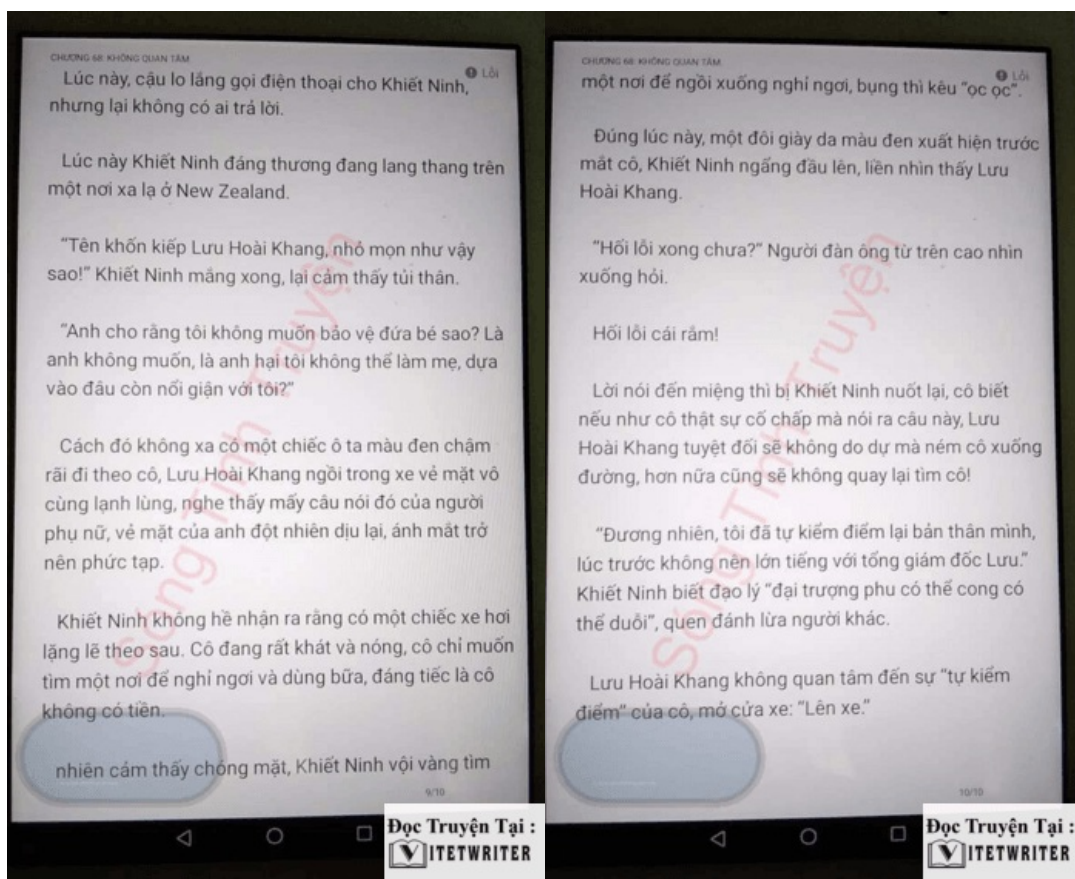 CHƯƠNG 68: KHÔNG QUAN TÂM
Lỗi
Lúc này, cậu lo lắng gọi điện thoại cho Khiết Ninh,
nhưng lại không có ai trả lời.
Lúc này Khiết Ninh đáng thương đang lang thang trên
một nơi xa lạ ở New Zealand.
“Tên khốn kiếp Lưu Hoài Khang, nhỏ mọn như vậy
sao!” Khiết Ninh mắng xong, lại cảm thấy tủi thân.
“Anh cho rằng tôi không muốn bảo vệ đứa bé sao? Là
anh không muốn, là anh hại tôi không thể làm mẹ, dựa
vào đâu còn nổi giận với tôi?”
Cách đó không xa có một chiếc ô ta màu đen chậm
rãi đi theo cô, Lưu Hoài Khang ngồi trong xe vẻ mặt vô
cùng lạnh lùng, nghe thấy mấy câu nói đó của người
phụ nữ, vẻ mặt của anh đột nhiên dịu lại, ánh mắt trở
nên phức tạp.
Khiết Ninh không hề nhận ra rằng có một chiếc xe hơi
lặng lẽ theo sau. Cô đang rất khát và nóng, cô chỉ muốn
tìm một nơi để nghỉ ngơi và dùng bữa, đáng tiếc là cô
không có tiền.
nhiên cảm thấy chóng mặt, Khiết Ninh vội vàng tìm
9/10
Sóng Tình Truyện
Đọc Truyện Tại :
VITETWRITER
CHƯƠNG 68: KHÔNG QUAN TÂM
Lỗi
một nơi để ngồi xuống nghỉ ngơi, bụng thì kêu “ọc ọc”.
Đúng lúc này, một đôi giày da màu đen xuất hiện trước
mắt cô, Khiết Ninh ngẩng đầu lên, liền nhìn thấy Lưu
Hoài Khang.
“Hối lỗi xong chưa?” Người đàn ông từ trên cao nhìn
xuống hỏi.
Hối lỗi cái rắm!
Lời nói đến miệng thì bị Khiết Ninh nuốt lại, cô biết
nếu như cô thật sự cố chấp mà nói ra câu này, Lưu
Hoài Khang tuyệt đối sẽ không do dự mà ném cô xuống
đường, hơn nữa cũng sẽ không quay lại tìm cô!
“Đương nhiên, tôi đã tự kiểm điểm lại bản thân mình,
lúc trước không nên lớn tiếng với tổng giám đốc Lưu.”
Khiết Ninh biết đạo lý “đại trượng phu có thể cong có
thể duỗi”, quen đánh lừa người khác.
Lưu Hoài Khang không quan tâm đến sự “tự kiểm
điểm” của cô, mở cửa xe: “Lên xe.”
10/10
Sóng Tình Truyện
Đọc Truyện Tại :
VITETWRITER